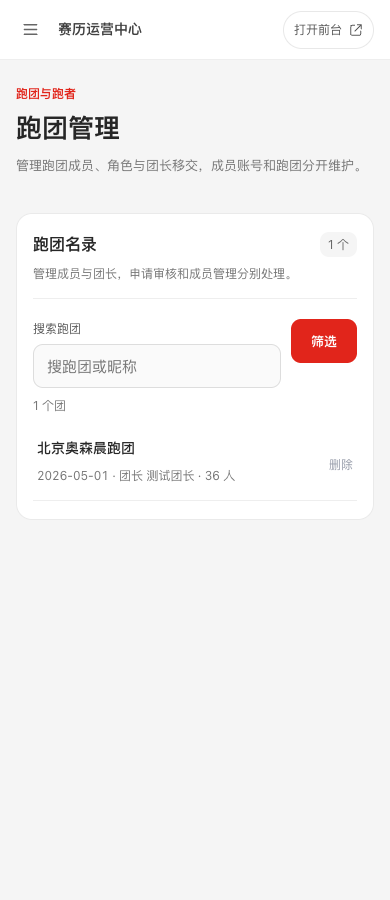 赛历运营中心
打开前台
跑团与跑者
跑团管理
管理跑团成员、角色与团长移交，成员账号和跑团分开维护。
跑团名录
1 个
管理成员与团长，申请审核和成员管理分别处理。
搜索跑团
搜跑团或昵称
筛选
1 个团
北京奥森晨跑团
2026-05-01 · 团长 测试团长 · 36 人
删除